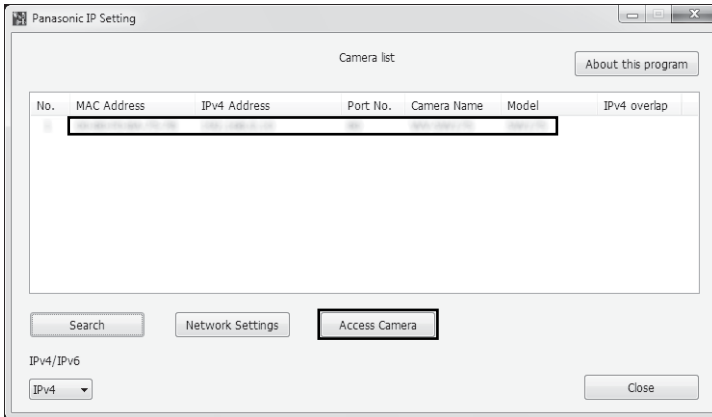 Panasonic IP Setting
Camera list
About this program
No. MAC Address IPv4 Address Port No. Camera Name Model IPv4 overlap
Search Network Settings Access Camera
IPv4/IPv6
IPv4
Close